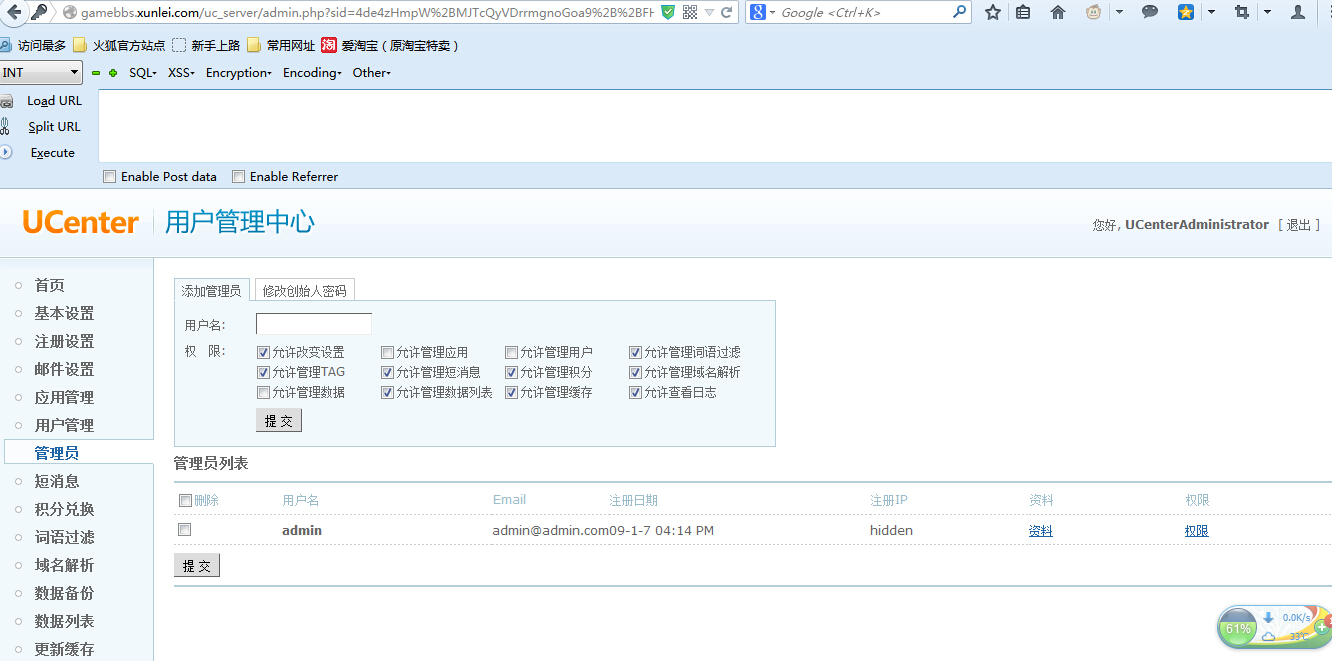 gamebbs.xunlei.com/uc_server/admin.php?sid=4de4zHmpW%2BMJTcQyVDrrmgnoGoa9%2B%2BFH
Google <Ctrl+K>
访问最多 火狐官方站点 新手上路 常用网址 淘 爱淘宝（原淘宝特卖）
INT SQL XSS Encryption Encoding Other
Load URL
Split URL
Execute
Enable Post data Enable Referrer
UCenter 用户管理中心
您好, UCenterAdministrator [ 退出 ]
首页
基本设置
注册设置
邮件设置
应用管理
用户管理
管理员
短消息
积分兑换
词语过滤
域名解析
数据备份
数据列表
更新缓存
添加管理员 修改创始人密码
用户名:
权 限: 允许改变设置 允许管理应用 允许管理用户 允许管理词语过滤
允许管理TAG 允许管理短消息 允许管理积分 允许管理域名解析
允许管理数据 允许管理数据列表 允许管理缓存 允许查看日志
提 交
管理员列表
删除 用户名 Email 注册日期 注册IP 资料 权限
admin admin@admin.com09-1-7 04:14 PM hidden 资料 权限
提 交
61% 0.0K/s
33℃